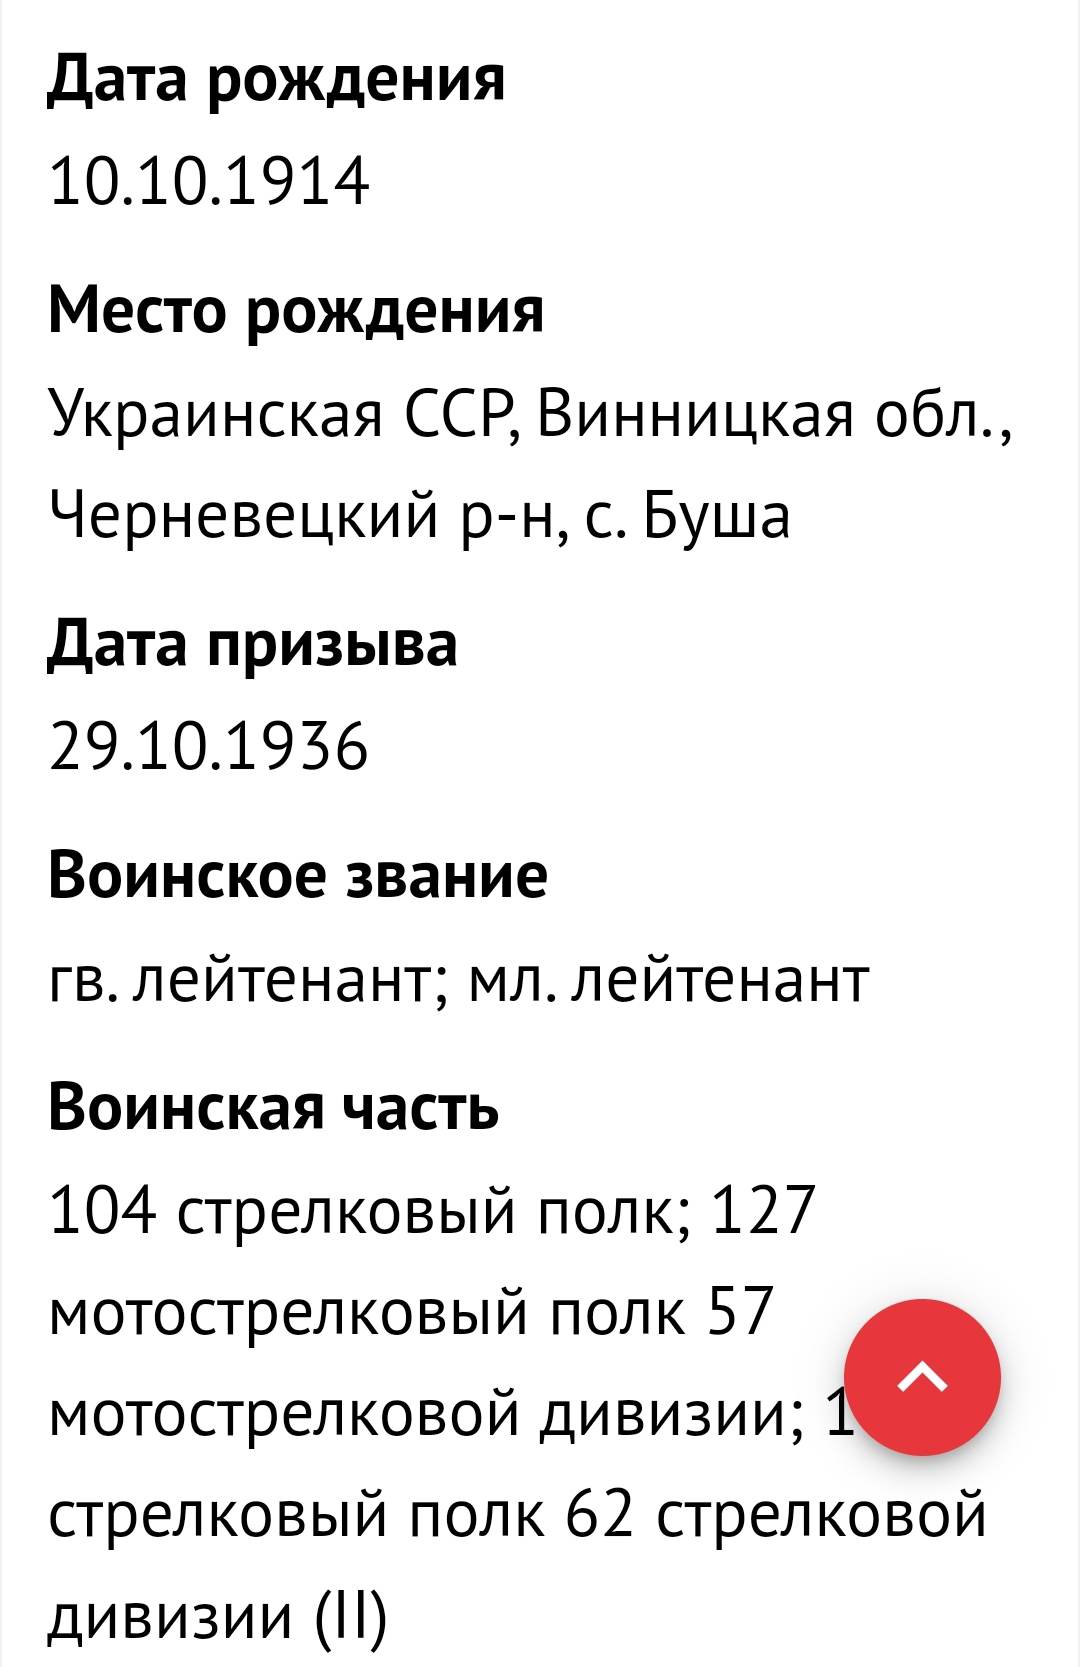 Дата рождения
10.10.1914
Место рождения
Украинская ССР, Винницкая обл.,
Черневецкий р-н, с. Буша
Дата призыва
29.10.1936
Воинское звание
гв. лейтенант; мл. лейтенант
Воинская часть
104 стрелковый полк; 127
мотострелковый полк 57
мотострелковой дивизии;
стрелковый полк 62 стрелковой
дивизии (II)